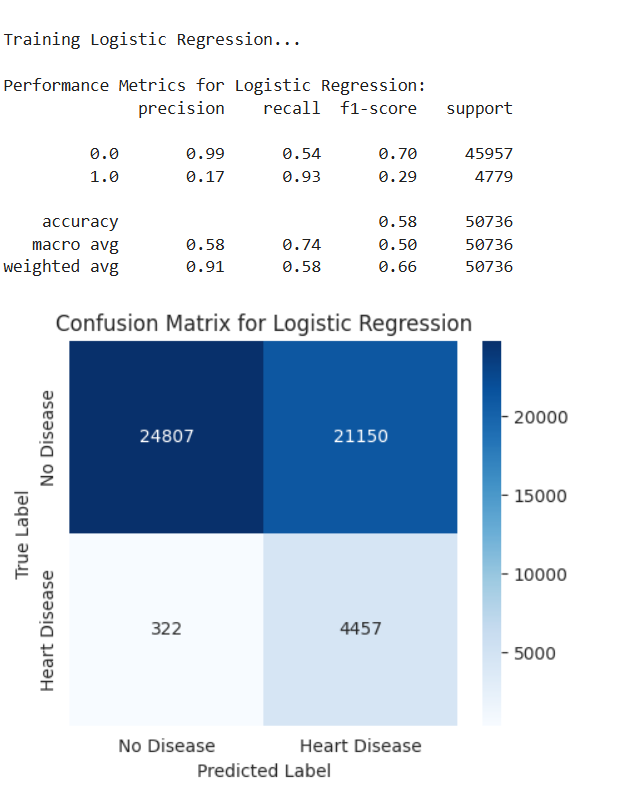 Training Logistic Regression...
Performance Metrics for Logistic Regression:
precision recall f1-score support
0.0 0.99 0.54 0.70 45957
1.0 0.17 0.93 0.29 4779
accuracy 0.58 50736
macro avg 0.58 0.74 0.50 50736
weighted avg 0.91 0.58 0.66 50736
Confusion Matrix for Logistic Regression
True Label
No Disease
24807 21150
Heart Disease
322 4457
No Disease Heart Disease
Predicted Label
20000
15000
10000
5000